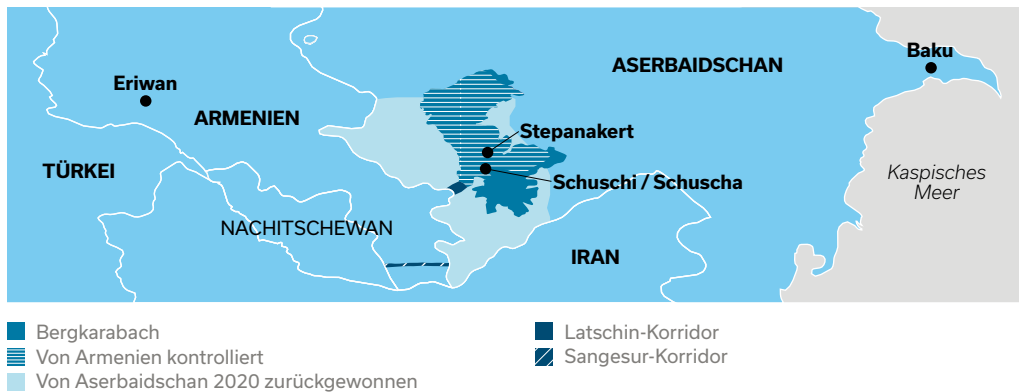 Baku
ASERBAIDSCHAN
Eriwan
ARMENIEN
Stepanakert
TÜRKEI
Schuschi / Schuscha
Kaspisches
Meer
NACHITSCHEWAN
IRAN
Bergkarabach
Von Armenien kontrolliert
Von Aserbaidschan 2020 zurückgewonnen
Latschin-Korridor
Sangesur-Korridor